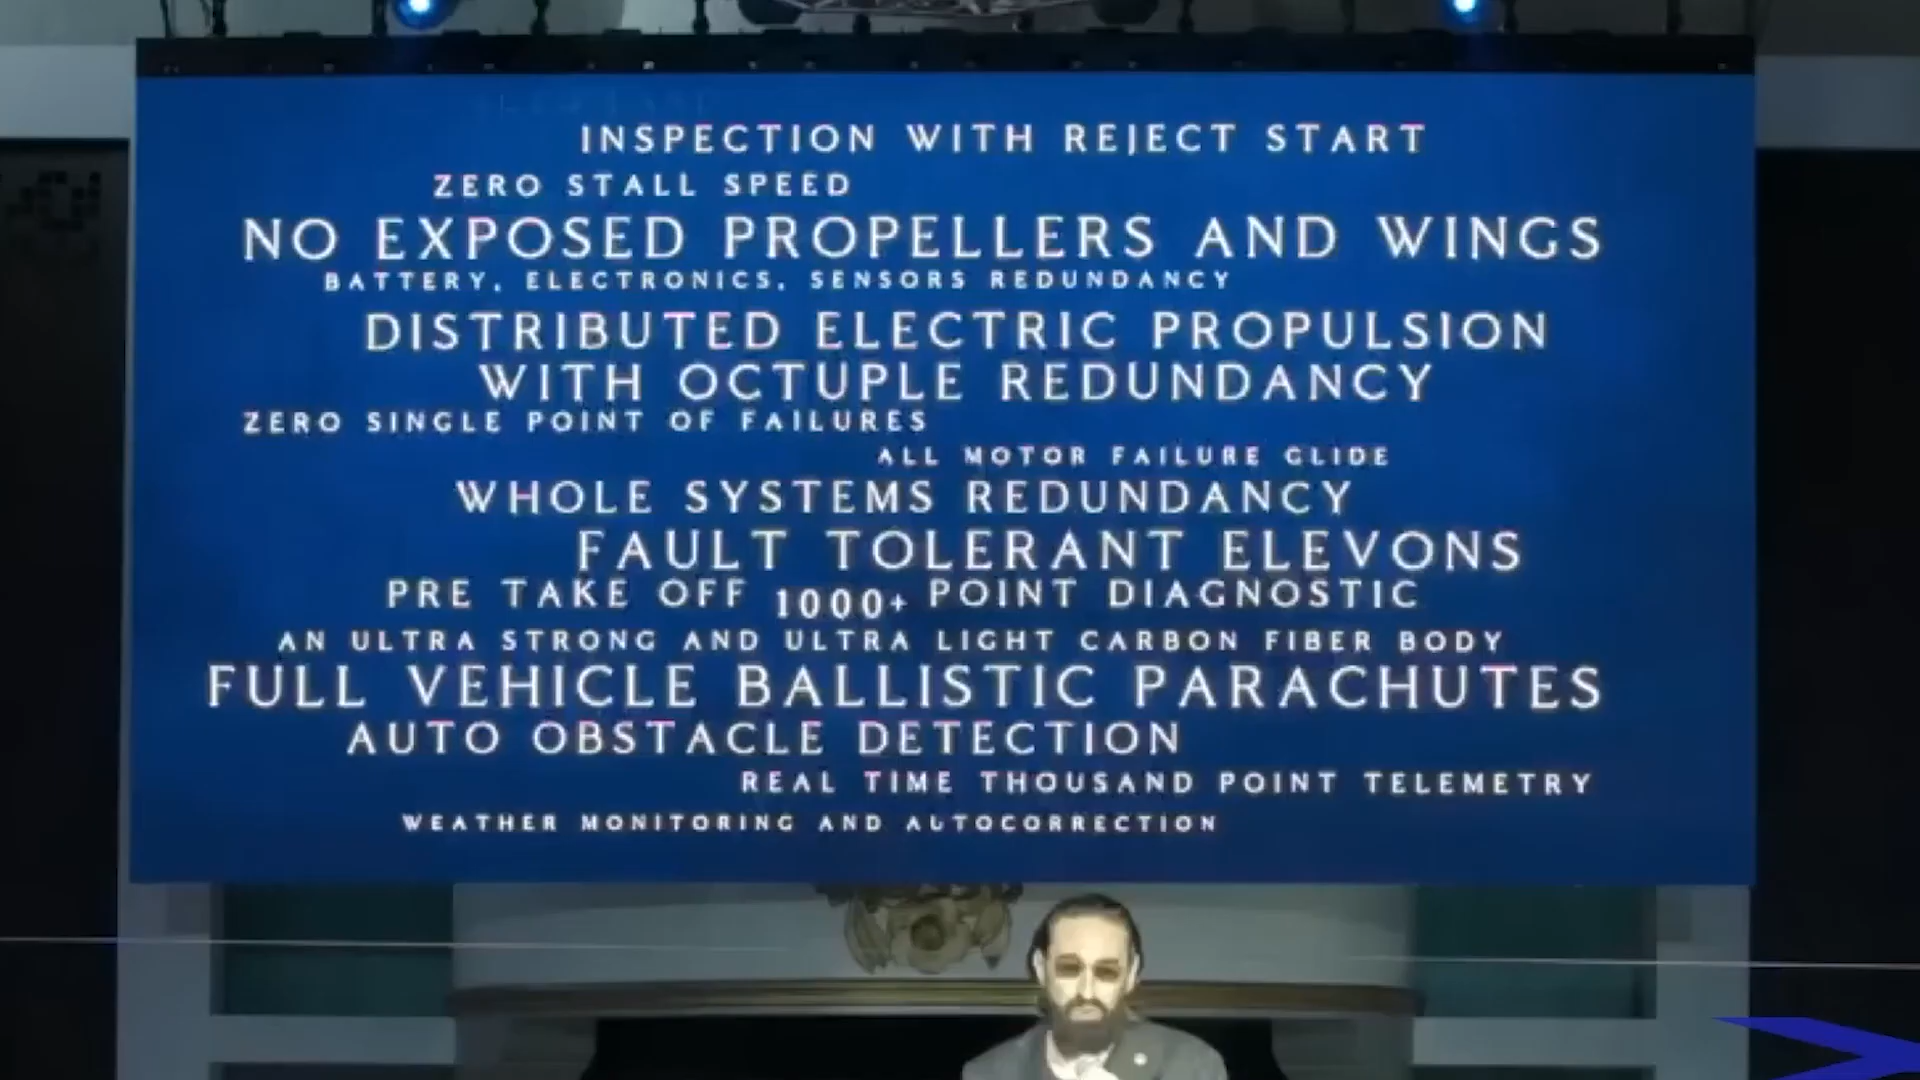 INSPECTION WITH REJECT START
ZERO STALL SPEED
NO EXPOSED PROPELLERS AND WINGS
BATTERY, ELECTRONICS, SENSORS REDUNDANCY
DISTRIBUTED ELECTRIC PROPULSION
WITH OCTUPLE REDUNDANCY
ZERO SINGLE POINT OF FAILURES
ALL MOTOR FAILURE GLIDE
WHOLE SYSTEMS REDUNDANCY
FAULT TOLERANT ELEVONS
PRE TAKE OFF 1000+ POINT DIAGNOSTIC
AN ULTRA STRONG AND ULTRA LIGHT CARBON FIBER BODY
FULL VEHICLE BALLISTIC PARACHUTES
AUTO OBSTACLE DETECTION
REAL TIME THOUSAND POINT TELEMETRY
WEATHER MONITORING AND AUTOCORRECTION